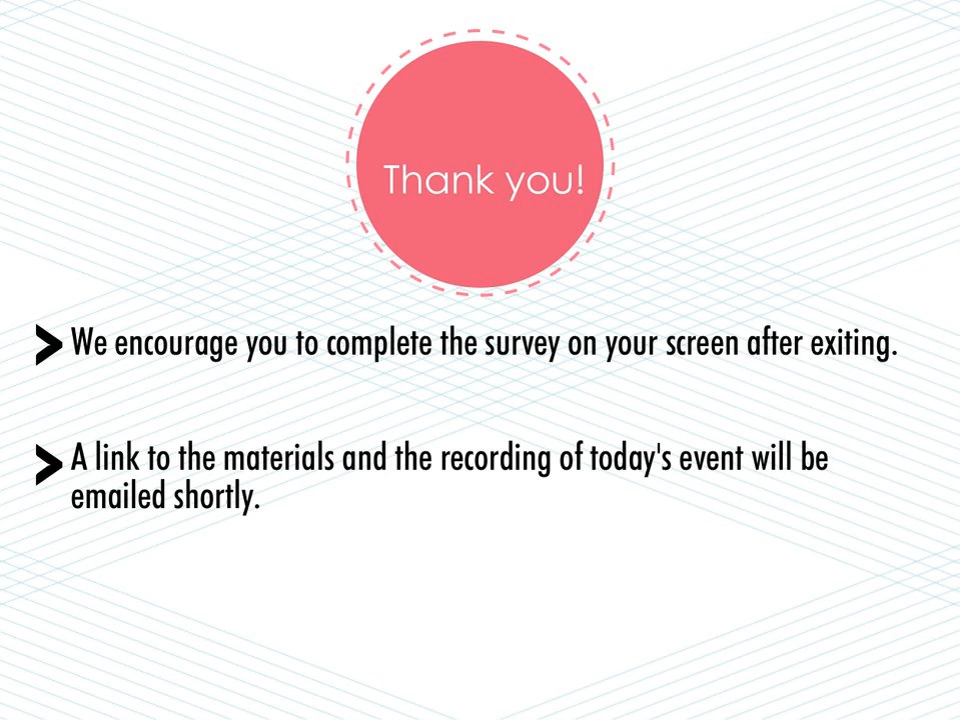 Thank you!
We encourage you to complete the survey on your screen after exiting.
A link to the materials and the recording of today's event will be
emailed shortly.